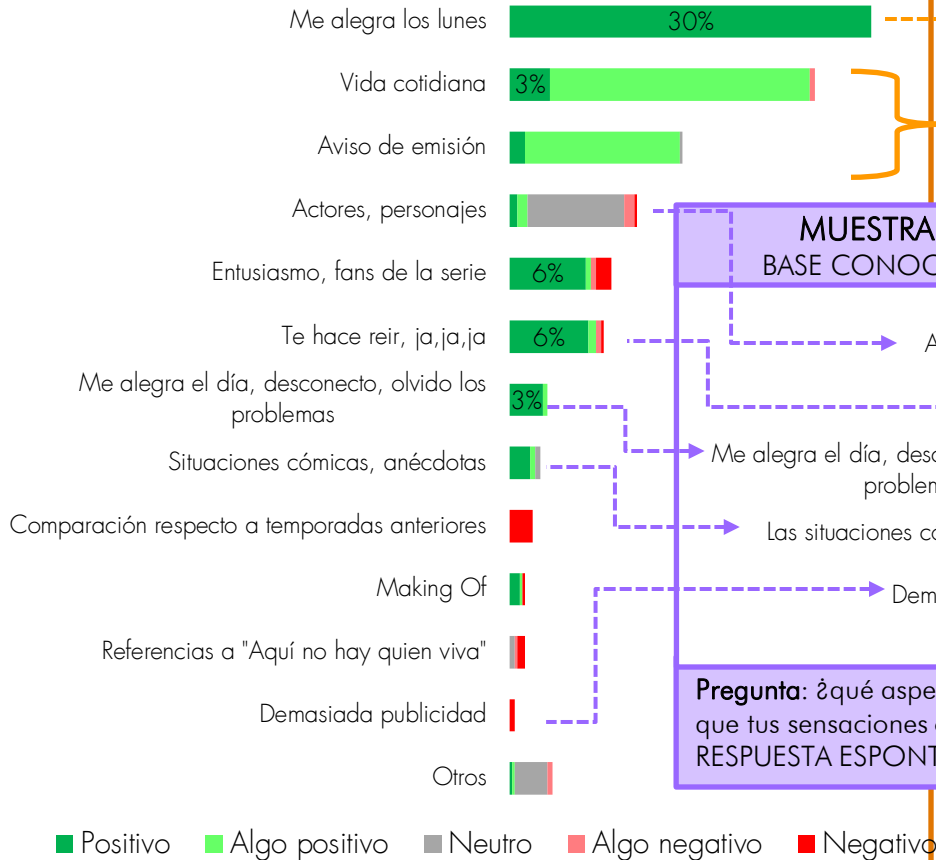 Me alegra los lunes
30%
Vida cotidiana
3%
Aviso de emisión
Actores, personajes
MUESTRA
BASE CONOC
Entusiasmo, fans de la serie
6%
Te hace reir, ja,ja,ja
6%
A
Me alegra el día, desconecto, olvido los
problemas
3%
Me alegra el día, desc
problem
Situaciones cómicas, anécdotas
Las situaciones có
Comparación respecto a temporadas anteriores
Making Of
Dem
Referencias a "Aquí no hay quien viva"
Demasiada publicidad
Pregunta: ¿qué aspe
que tus sensaciones
RESPUESTA ESPONT
Otros
Positivo
Algo positivo
Neutro
Algo negativo
Negativo